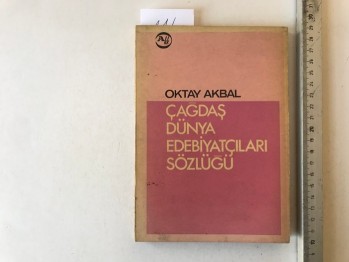 OKTAY AKBAL
ÇAĞDAŞ
DÜNYA
EDEBİYATÇILARI
SÖZLÜĞÜ